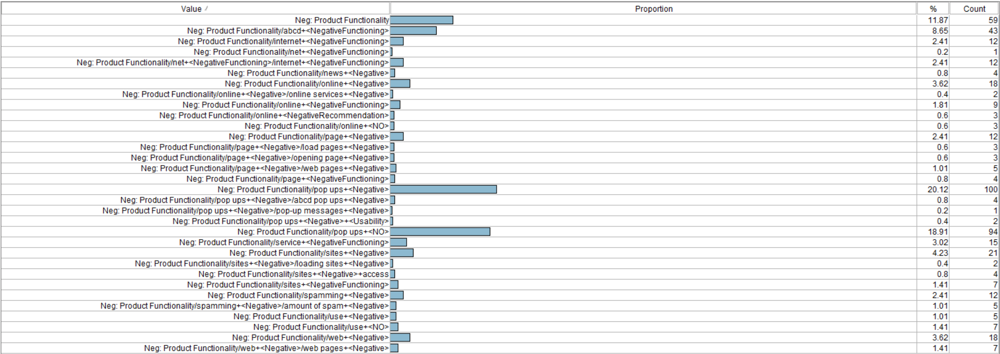 Value Proportion % Count
Neg: Product Functionality 11.87 59
Neg: Product Functionality/abcd+<NegativeFunctioning> 8.65 43
Neg: Product Functionality/internet+<NegativeFunctioning> 2.41 12
Neg: Product Functionality/net+<NegativeFunctioning> 0.2 1
Neg: Product Functionality/net+<NegativeFunctioning>/internet+<NegativeFunctioning> 2.41 12
Neg: Product Functionality/news+<Negative> 0.8 4
Neg: Product Functionality/online+<Negative> 3.62 18
Neg: Product Functionality/online+<Negative>/online services+<Negative> 0.4 2
Neg: Product Functionality/online+<NegativeFunctioning> 1.81 9
Neg: Product Functionality/online+<NegativeRecommendation> 0.6 3
Neg: Product Functionality/online+<NO> 0.6 3
Neg: Product Functionality/page+<Negative> 2.41 12
Neg: Product Functionality/page+<Negative>/load pages+<Negative> 0.6 3
Neg: Product Functionality/page+<Negative>/opening page+<Negative> 0.6 3
Neg: Product Functionality/page+<Negative>/web pages+<Negative> 1.01 5
Neg: Product Functionality/page+<NegativeFunctioning> 0.8 4
Neg: Product Functionality/pop ups+<Negative> 20.12 100
Neg: Product Functionality/pop ups+<Negative>/abcd pop ups+<Negative> 0.8 4
Neg: Product Functionality/pop ups+<Negative>/pop-up messages+<Negative> 0.2 1
Neg: Product Functionality/pop ups+<Negative>+<Usability> 0.4 2
Neg: Product Functionality/pop ups+<NO> 18.91 94
Neg: Product Functionality/service+<NegativeFunctioning> 3.02 15
Neg: Product Functionality/sites+<Negative> 4.23 21
Neg: Product Functionality/sites+<Negative>/loading sites+<Negative> 0.4 2
Neg: Product Functionality/sites+<Negative>+access 0.8 4
Neg: Product Functionality/sites+<NegativeFunctioning> 1.41 7
Neg: Product Functionality/spamming+<Negative> 2.41 12
Neg: Product Functionality/spamming+<Negative>/amount of spam+<Negative> 1.01 5
Neg: Product Functionality/use+<Negative> 1.01 5
Neg: Product Functionality/use+<NO> 1.41 7
Neg: Product Functionality/web+<Negative> 3.62 18
Neg: Product Functionality/web+<Negative>/web pages+<Negative> 1.41 7